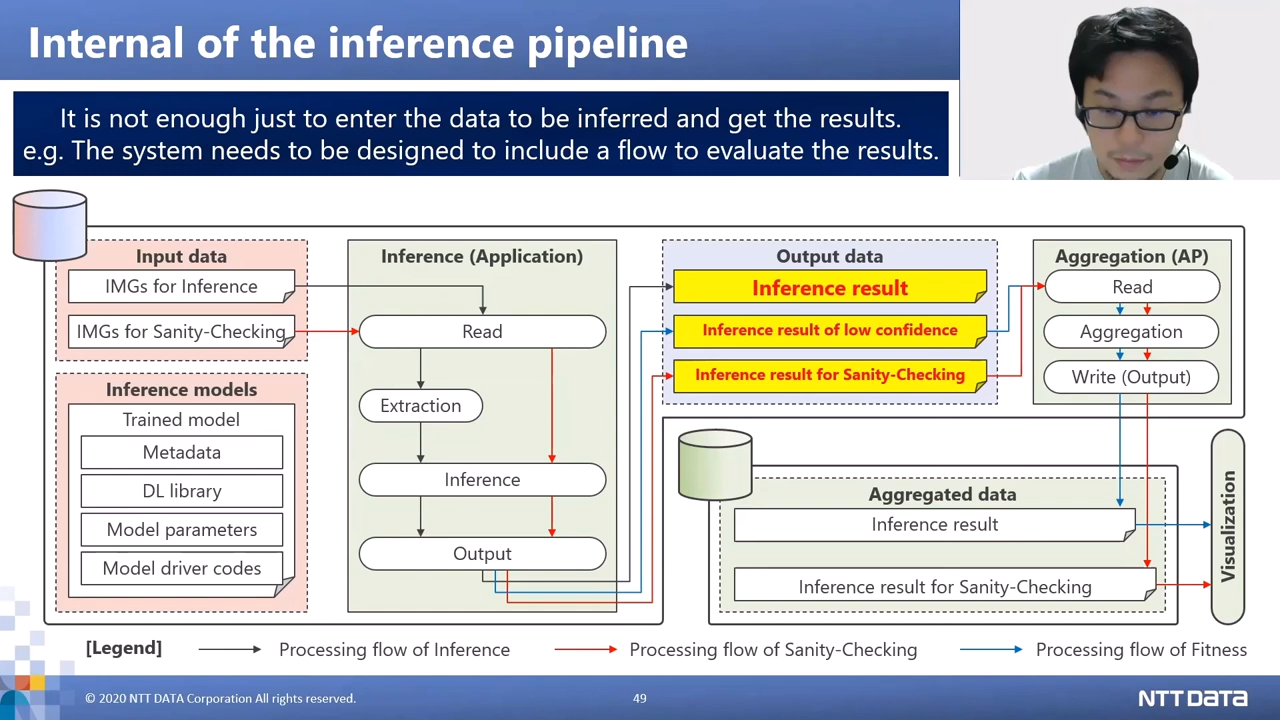 Internal of the inference pipeline
It is not enough just to enter the data to be inferred and get the results.
e.g. The system needs to be designed to include a flow to evaluate the results.
Input data
IMGs for Inference
IMGs for Sanity-Checking
Inference models
Trained model
Metadata
DL library
Model parameters
Model driver codes
Inference (Application)
Read
Extraction
Inference
Output
Output data
Inference result
Inference result of low confidence
Inference result for Sanity-Checking
Aggregation (AP)
Read
Aggregation
Write (Output)
Aggregated data
Inference result
Inference result for Sanity-Checking
Visualization
[Legend]
Processing flow of Inference
Processing flow of Sanity-Checking
Processing flow of Fitness
© 2020 NTT DATA Corporation All rights reserved.
49
NTT DATA